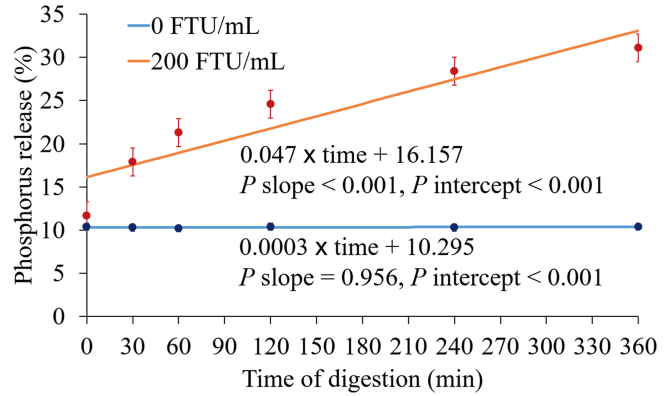 35
30
25
20
15
10
5
0
Phosphorus release (%)
0 FTU/mL
200 FTU/mL
0.047 x time + 16.157
P slope < 0.001, P intercept < 0.001
0.0003 x time + 10.295
P slope = 0.956, P intercept < 0.001
0 30 60 90 120 150 180 210 240 270 300 330 360
Time of digestion (min)